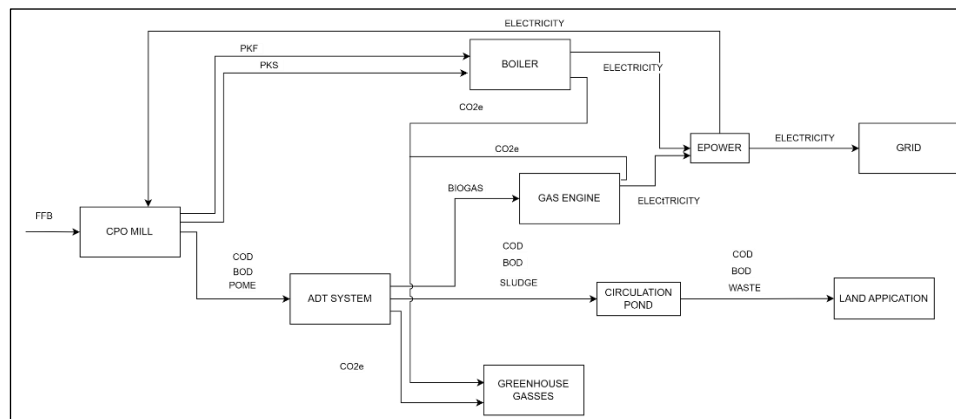 ELECTRICITY
PKF
PKS
BOILER
ELECTRICITY
CO2e
CO2e
EPOWER
ELECTRICITY
GRID
BIOGAS
GAS ENGINE
ELECtTRICITY
FFB
CPO MILL
COD
BOD
POME
ADT SYSTEM
COD
BOD
SLUDGE
CIRCULATION
POND
COD
BOD
WASTE
LAND APPICATION
CO2e
GREENHOUSE
GASSES